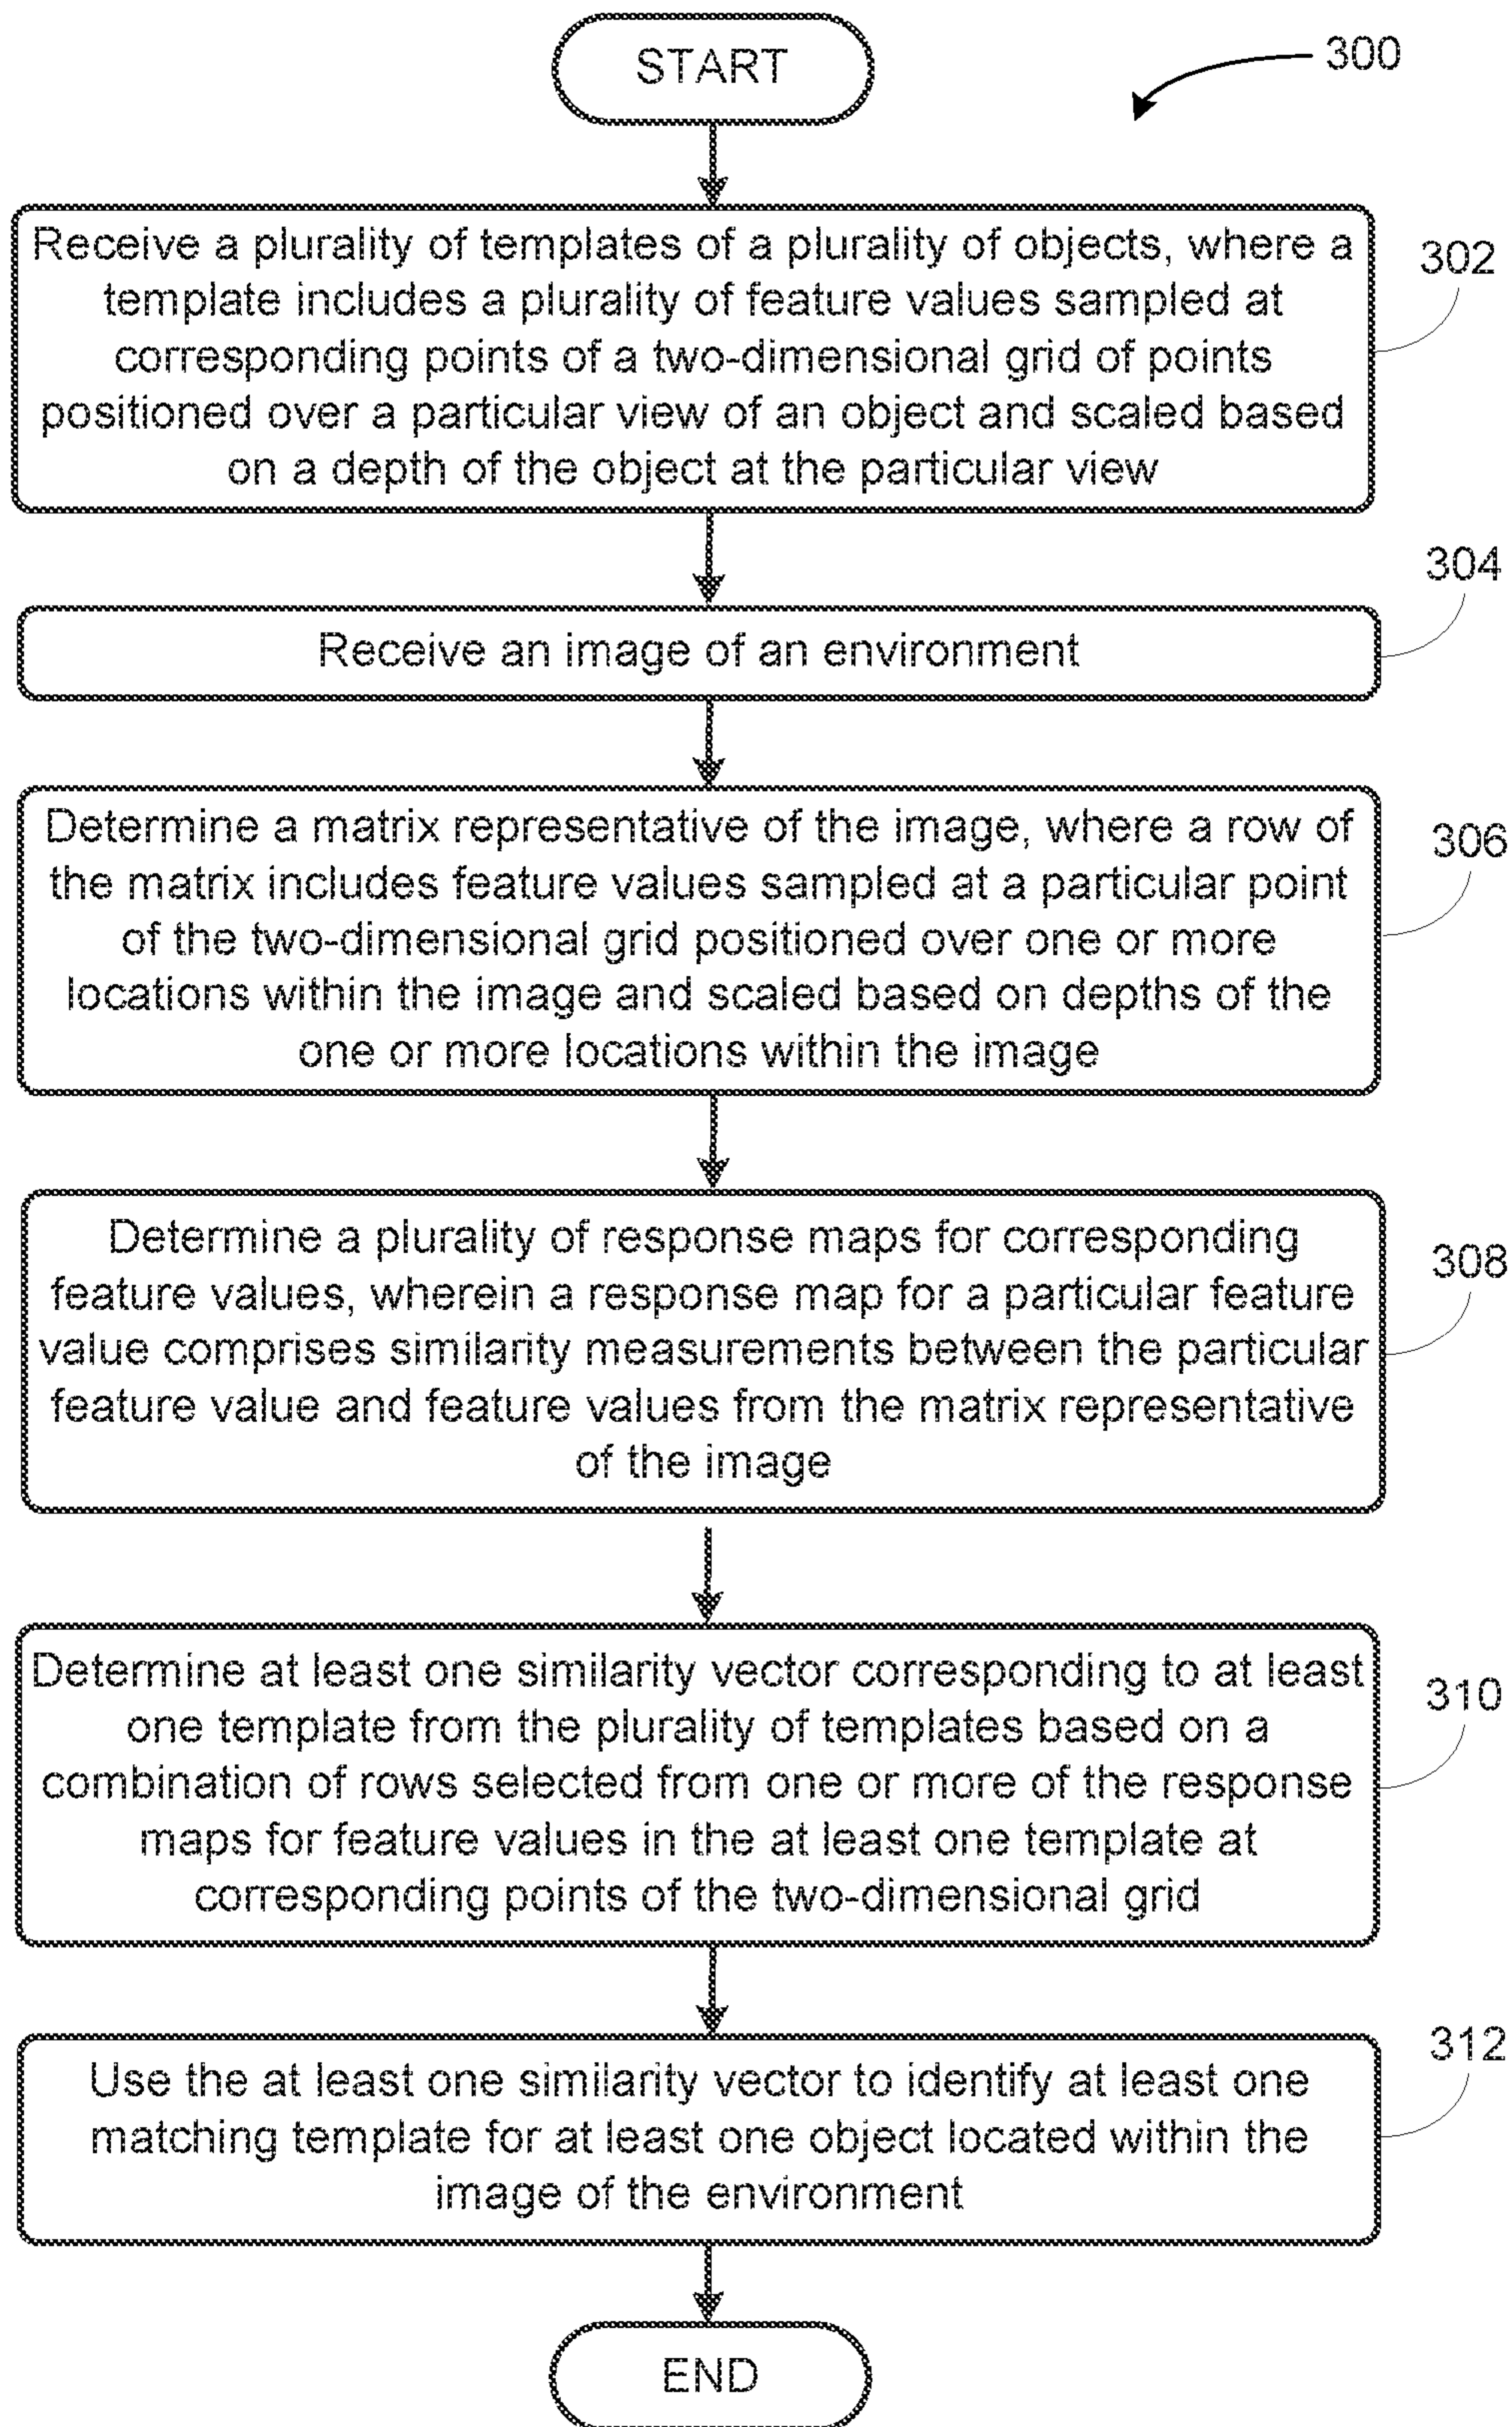 START
300
Receive a plurality of templates of a plurality of objects, where a
template includes a plurality of feature values sampled at
corresponding points of a two-dimensional grid of points
positioned over a particular view of an object and scaled based
on a depth of the object at the particular view
302
304
Receive an image of an environment
Determine a matrix representative of the image, where a row of
the matrix includes feature values sampled at a particular point
of the two-dimensional grid positioned over one or more
locations within the image and scaled based on depths of the
one or more locations within the image
306
Determine a plurality of response maps for corresponding
feature values, wherein a response map for a particular feature
value comprises similarity measurements between the particular
feature value and feature values from the matrix representative
of the image
308
Determine at least one similarity vector corresponding to at least
one template from the plurality of templates based on a
combination of rows selected from one or more of the response
maps for feature values in the at least one template at
corresponding points of the two-dimensional grid
310
Use the at least one similarity vector to identify at least one
matching template for at least one object located within the
image of the environment
312
END